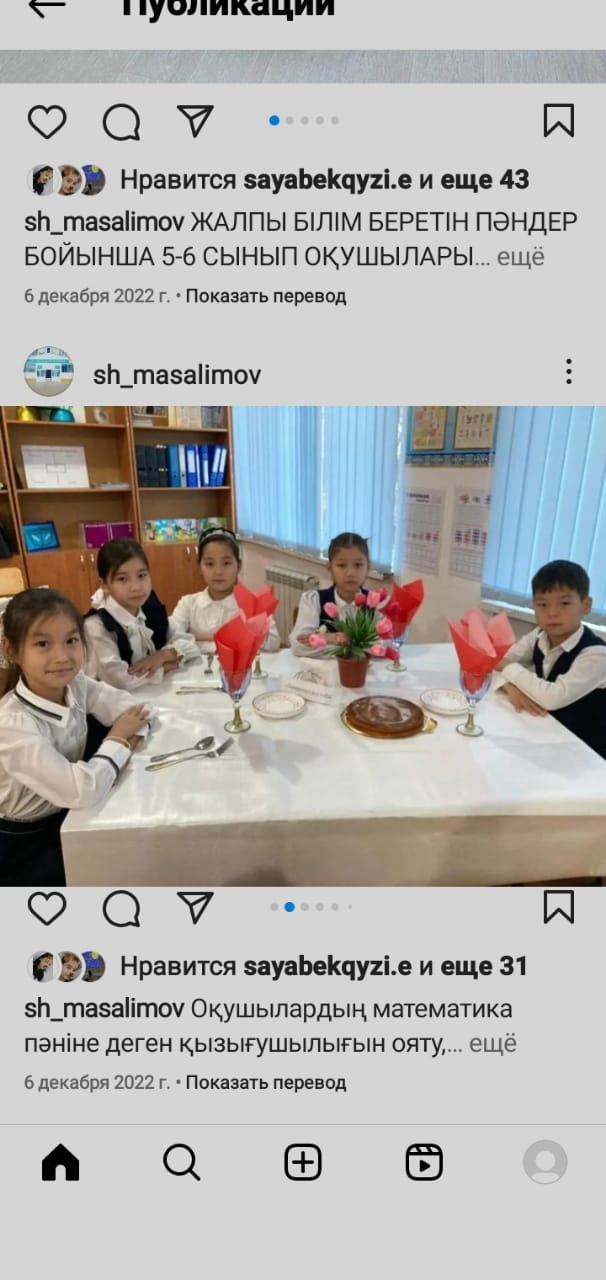 Публикации
Нравится sayabekqyzi.e и еще 43
sh_masalimov ЖАЛПЫ БІЛІМ БЕРЕТІН ПӘНДЕР
БОЙЫНША 5-6 СЫНЫП ОҚУШЫЛАРЫ... ещё
6 декабря 2022 г. • Показать перевод
sh_masalimov
Нравится sayabekqyzi.e и еще 31
sh_masalimov Оқушылардың математика
пәніне деген қызығушылығын ояту,... ещё
6 декабря 2022 г. • Показать перевод